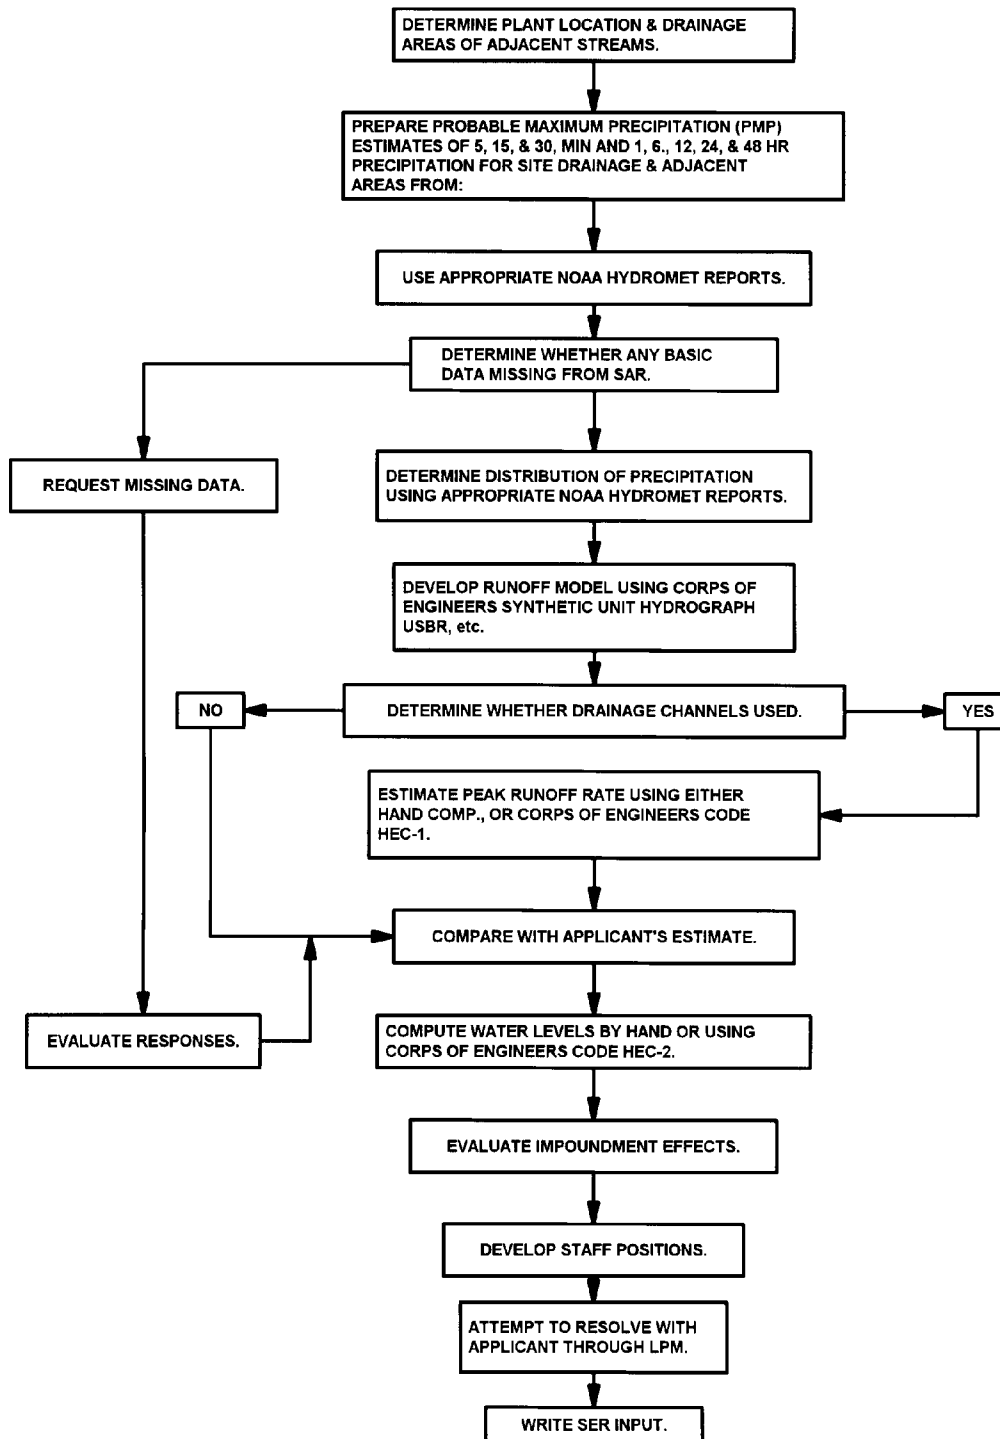 DETERMINE PLANT LOCATION & DRAINAGE
AREAS OF ADJACENT STREAMS.
PREPARE PROBABLE MAXIMUM PRECIPITATION (PMP)
ESTIMATES OF 5, 15, & 30, MIN AND 1, 6., 12, 24, & 48 HR
PRECIPITATION FOR SITE DRAINAGE & ADJACENT
AREAS FROM:
USE APPROPRIATE NOAA HYDROMET REPORTS.
DETERMINE WHETHER ANY BASIC
DATA MISSING FROM SAR.
REQUEST MISSING DATA.
DETERMINE DISTRIBUTION OF PRECIPITATION
USING APPROPRIATE NOAA HYDROMET REPORTS.
DEVELOP RUNOFF MODEL USING CORPS OF
ENGINEERS SYNTHETIC UNIT HYDROGRAPH
USBR, etc.
NO
DETERMINE WHETHER DRAINAGE CHANNELS USED.
YES
ESTIMATE PEAK RUNOFF RATE USING EITHER
HAND COMP., OR CORPS OF ENGINEERS CODE
HEC-1.
COMPARE WITH APPLICANT'S ESTIMATE.
EVALUATE RESPONSES.
COMPUTE WATER LEVELS BY HAND OR USING
CORPS OF ENGINEERS CODE HEC-2.
EVALUATE IMPOUNDMENT EFFECTS.
DEVELOP STAFF POSITIONS.
ATTEMPT TO RESOLVE WITH
APPLICANT THROUGH LPM.
WRITE SER INPUT.